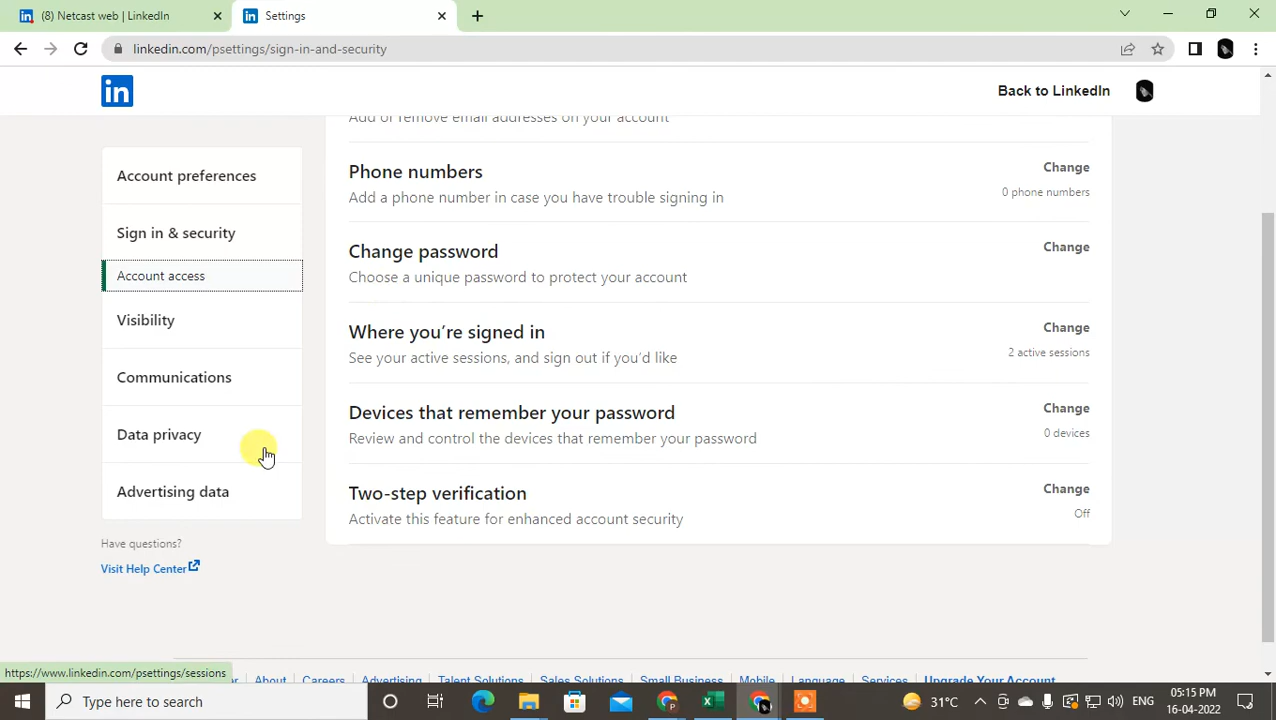 (8) Netcast web | LinkedIn
Settings
linkedin.com/psettings/sign-in-and-security
in
Back to LinkedIn
Add or remove email addresses on your account
Account preferences
Sign in & security
Account access
Visibility
Communications
Data privacy
Advertising data
Have questions?
Visit Help Center
Phone numbers
Change
Add a phone number in case you have trouble signing in
0 phone numbers
Change password
Change
Choose a unique password to protect your account
Where you're signed in
Change
See your active sessions, and sign out if you'd like
2 active sessions
Devices that remember your password
Change
Review and control the devices that remember your password
0 devices
Two-step verification
Change
Activate this feature for enhanced account security
Off
https://www.linkedin.com/psettings/sessions
About
Careers
Advertising
Talent Solutions
Sales Solutions
Small Business
Mobile
Language
Services
Upgrade Your Account
Type here to search
31°C
ENG
05:15 PM
16-04-2022